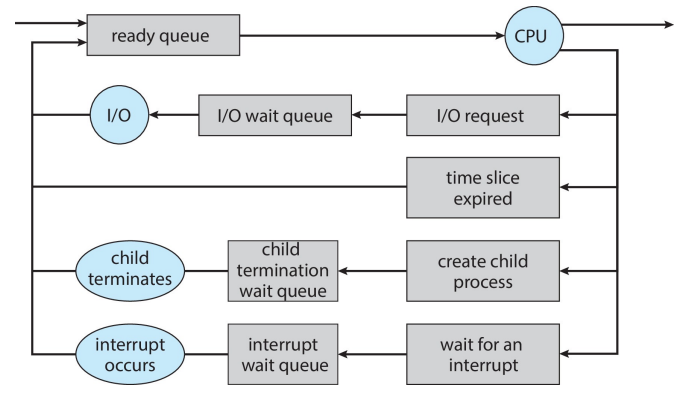 ready queue
CPU
I/O
I/O wait queue
I/O request
time slice
expired
child
terminates
child
termination
wait queue
create child
process
interrupt
occurs
interrupt
wait queue
wait for an
interrupt